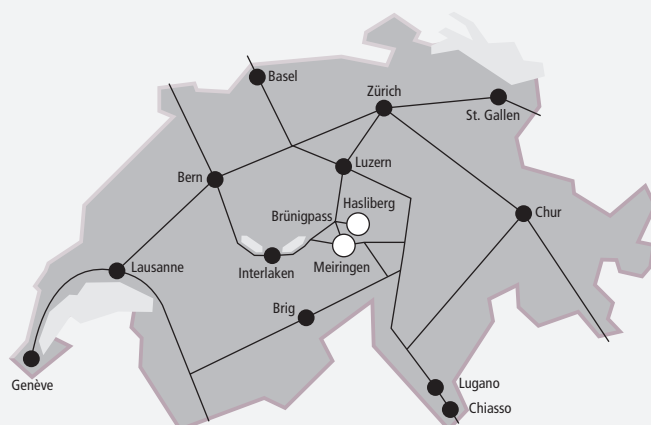 Basel
Zürich
St. Gallen
Luzern
Bern
Hasliberg
Brünigpass
Chur
Lausanne
Interlaken
Meiringen
Brig
Genève
Lugano
Chiasso